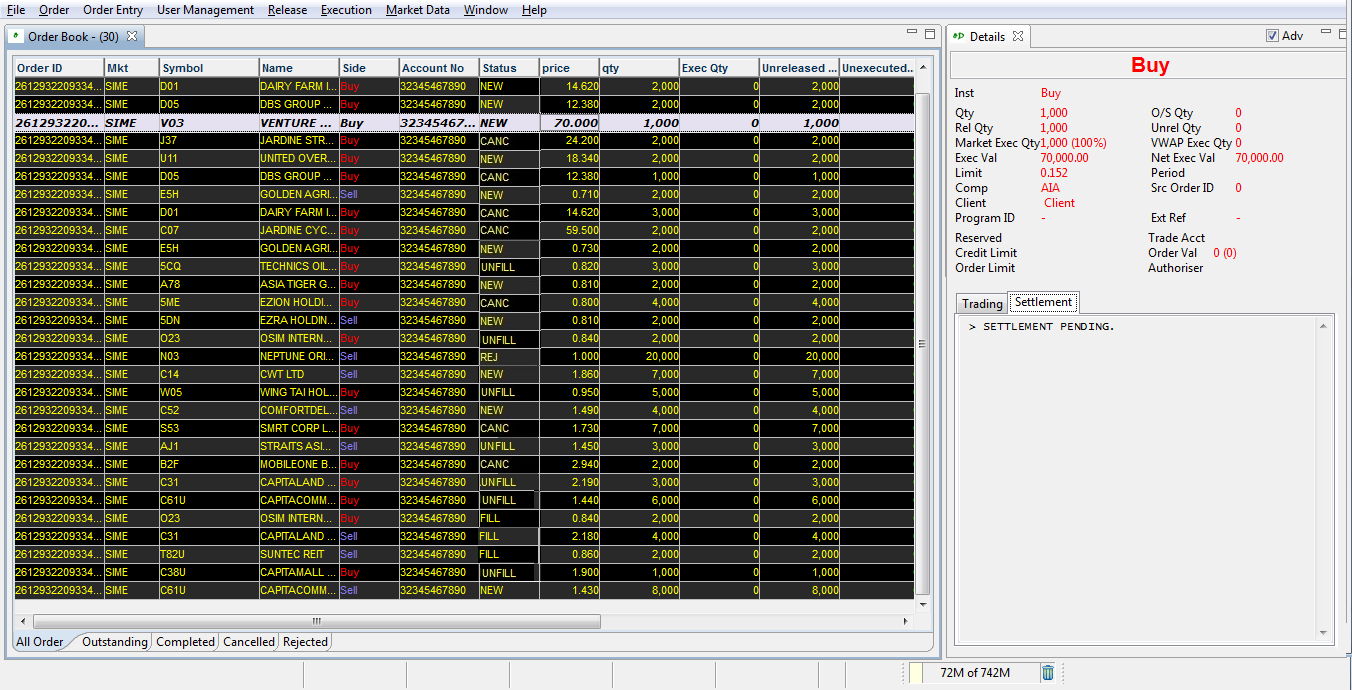 File Order Order Entry User Management Release Execution Market Data Window Help
Order Book - (30)
Order ID Mkt Symbol Name Side Account No Status price qty Exec Qty Unreleased ... Unexecuted...
2612932209334... SIME D01 DAIRY FARM I... Buy 32345467890 NEW 14.620 2,000 0 2,000
2612932209334... SIME D05 DBS GROUP ... Buy 32345467890 NEW 12.380 2,000 0 2,000
261293220... SIME V03 VENTURE ... Buy 32345467... NEW 70.000 1,000 0 1,000
2612932209334... SIME J37 JARDINE STR... Buy 32345467890 CANC 24.200 2,000 0 2,000
2612932209334... SIME U11 UNITED OVER... Buy 32345467890 NEW 18.340 2,000 0 2,000
2612932209334... SIME D05 DBS GROUP ... Buy 32345467890 CANC 12.380 1,000 0 1,000
2612932209334... SIME E5H GOLDEN AGRI... Sell 32345467890 NEW 0.710 2,000 0 2,000
2612932209334... SIME D01 DAIRY FARM I... Buy 32345467890 CANC 14.620 3,000 0 3,000
2612932209334... SIME C07 JARDINE CYC... Buy 32345467890 CANC 59.500 2,000 0 2,000
2612932209334... SIME E5H GOLDEN AGRI... Buy 32345467890 NEW 0.730 2,000 0 2,000
2612932209334... SIME 5CQ TECHNICS OIL... Buy 32345467890 UNFILL 0.820 3,000 0 3,000
2612932209334... SIME A78 ASIA TIGER G... Buy 32345467890 NEW 0.810 2,000 0 2,000
2612932209334... SIME 5ME EZION HOLDI... Buy 32345467890 CANC 0.800 4,000 0 4,000
2612932209334... SIME 5DN EZRA HOLDIN... Sell 32345467890 NEW 0.810 2,000 0 2,000
2612932209334... SIME O23 OSIM INTERN... Buy 32345467890 UNFILL 0.840 2,000 0 2,000
2612932209334... SIME N03 NEPTUNE ORI... Sell 32345467890 REJ 1.000 20,000 0 20,000
2612932209334... SIME C14 CWT LTD Sell 32345467890 NEW 1.860 7,000 0 7,000
2612932209334... SIME W05 WING TAI HOL... Buy 32345467890 UNFILL 0.950 5,000 0 5,000
2612932209334... SIME C52 COMFORTDEL... Sell 32345467890 NEW 1.490 4,000 0 4,000
2612932209334... SIME S53 SMRT CORP L... Buy 32345467890 CANC 1.730 7,000 0 7,000
2612932209334... SIME AJ1 STRAITS ASI... Sell 32345467890 UNFILL 1.450 3,000 0 3,000
2612932209334... SIME B2F MOBILEONE B... Buy 32345467890 CANC 2.940 2,000 0 2,000
2612932209334... SIME C31 CAPITALAND ... Buy 32345467890 UNFILL 2.190 3,000 0 3,000
2612932209334... SIME C61U CAPITACOMM... Buy 32345467890 UNFILL 1.440 6,000 0 6,000
2612932209334... SIME O23 OSIM INTERN... Buy 32345467890 FILL 0.840 2,000 0 2,000
2612932209334... SIME C31 CAPITALAND ... Sell 32345467890 FILL 2.180 4,000 0 4,000
2612932209334... SIME T82U SUNTEC REIT Sell 32345467890 FILL 0.860 2,000 0 2,000
2612932209334... SIME C38U CAPITAMALL ... Buy 32345467890 UNFILL 1.900 1,000 0 1,000
2612932209334... SIME C61U CAPITACOMM... Sell 32345467890 NEW 1.430 8,000 0 8,000
All Order Outstanding Completed Cancelled Rejected
Details Adv
Buy
Inst Buy
Qty 1,000 O/S Qty 0
Rel Qty 1,000 Unrel Qty 0
Market Exec Qty 1,000 (100%) VWAP Exec Qty 0
Exec Val 70,000.00 Net Exec Val 70,000.00
Limit 0.152 Period
Comp AIA Src Order ID 0
Client Client
Program ID - Ext Ref -
Reserved Trade Acct
Credit Limit Order Val 0 (0)
Order Limit Authoriser
Trading Settlement
> SETTLEMENT PENDING.
72M of 742M